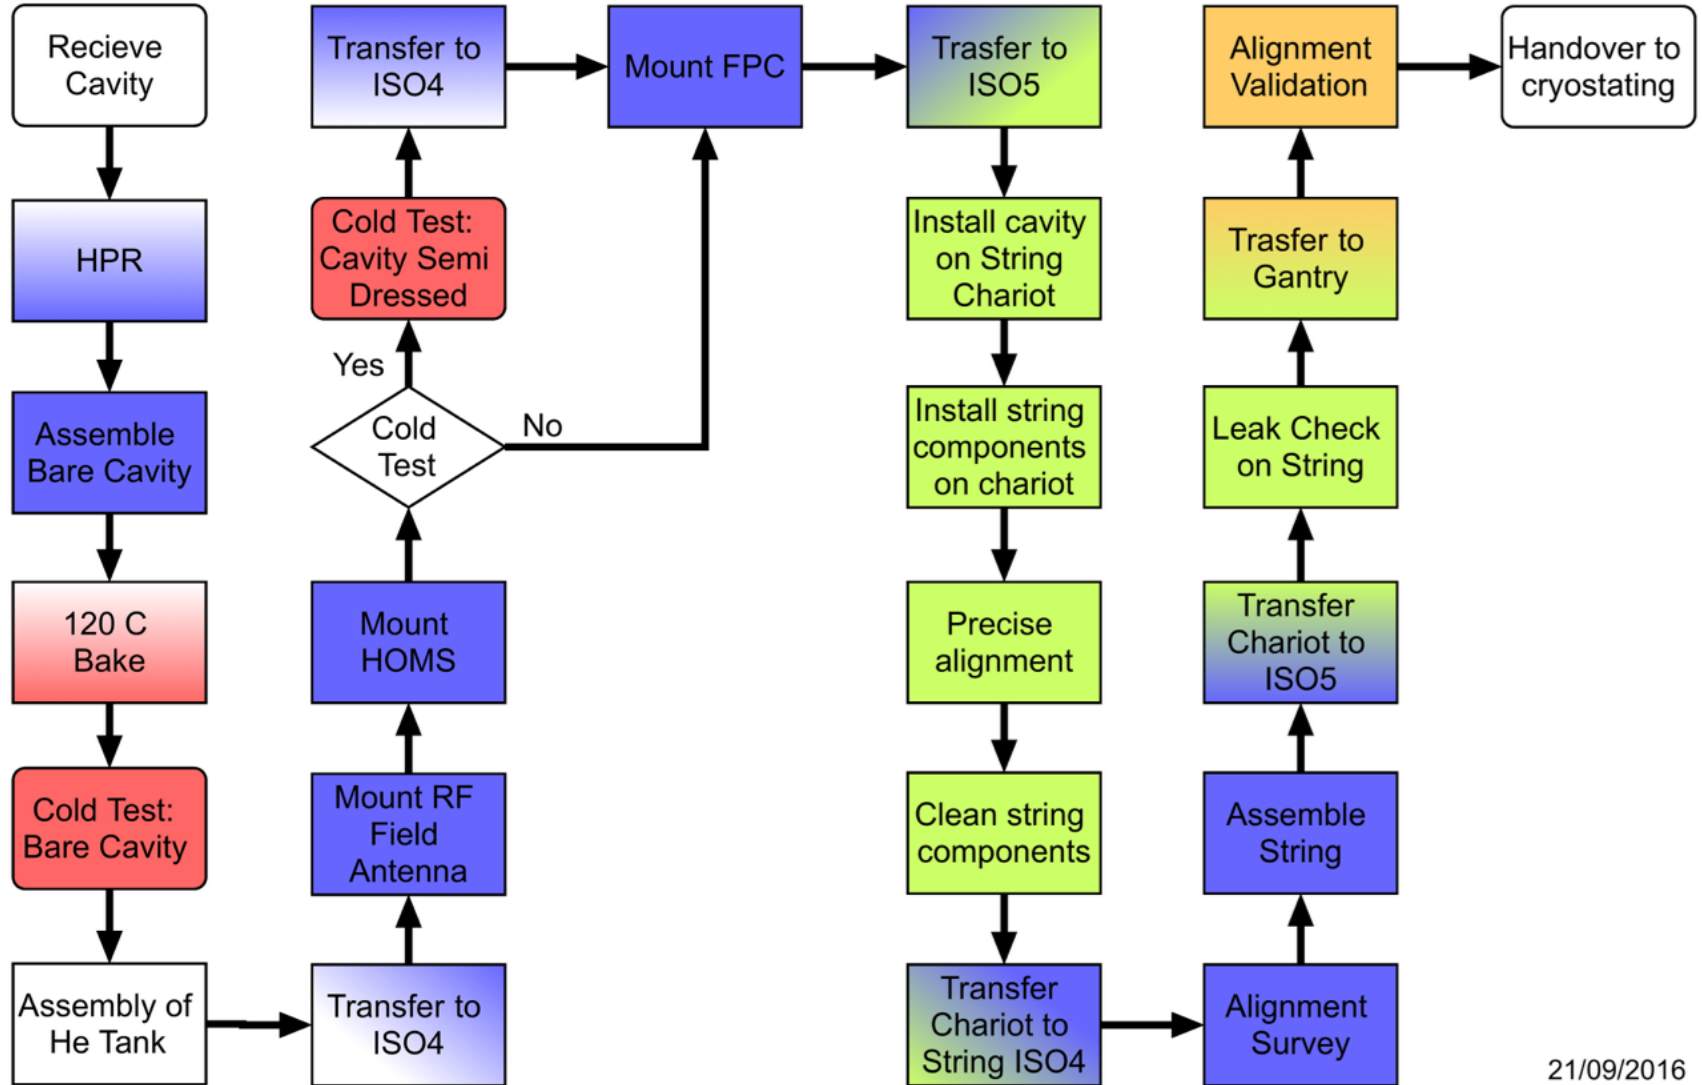 Recieve
Cavity
HPR
Assemble
Bare Cavity
120 C
Bake
Cold Test:
Bare Cavity
Assembly of
He Tank
Transfer to
ISO4
Mount RF
Field
Antenna
Mount
HOMS
Cold
Test
Yes
No
Cold Test:
Cavity Semi
Dressed
Transfer to
ISO4
Mount FPC
Trasfer to
ISO5
Install cavity
on String
Chariot
Install string
components
on chariot
Precise
alignment
Clean string
components
Transfer
Chariot to
String ISO4
Alignment
Survey
Assemble
String
Transfer
Chariot to
ISO5
Leak Check
on String
Trasfer to
Gantry
Alignment
Validation
Handover to
cryostating
21/09/2016